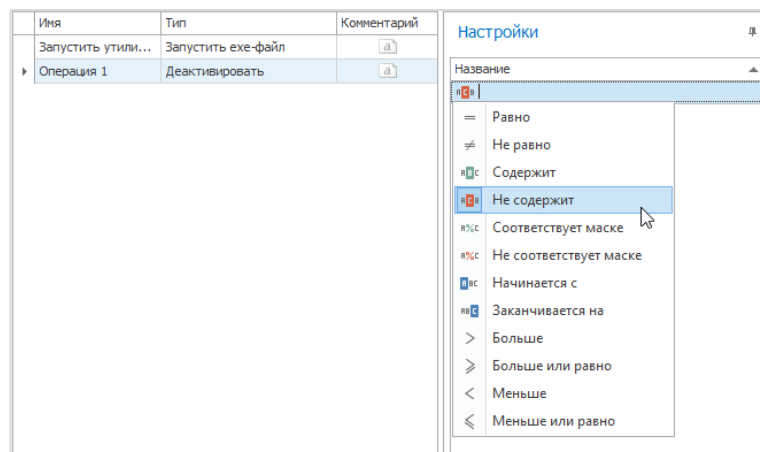 Имя Тип Комментарий
Запустить утили... Запустить exe-файл
Операция 1 Деактивировать
Настройки
Название
= Равно
≠ Не равно
Содержит
Не содержит
Соответствует маске
Не соответствует маске
Начинается с
Заканчивается на
> Больше
⩾ Больше или равно
< Меньше
⩽ Меньше или равно